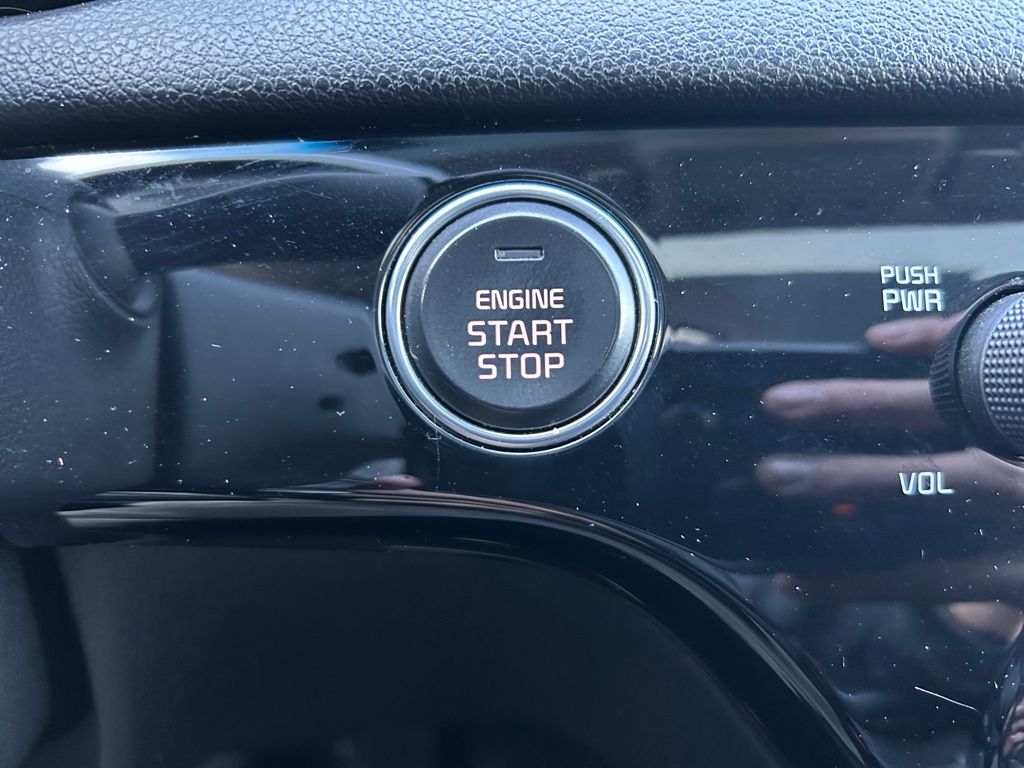 ENGINE
START
STOP
PUSH
PWR
VOL